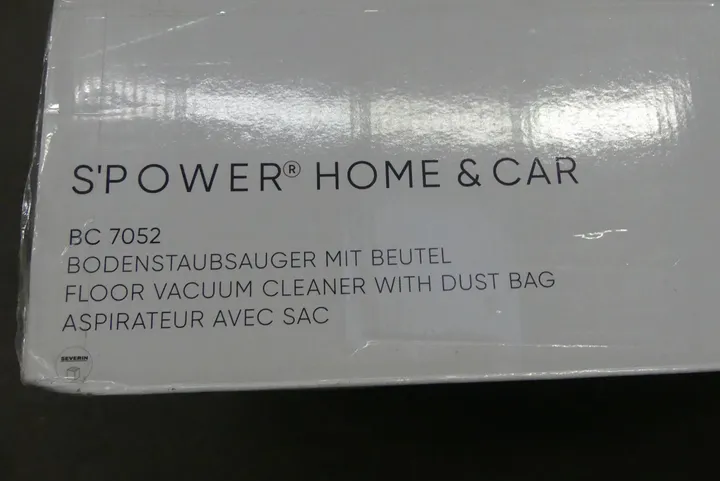 S'POWER® HOME & CAR
BC 7052
BODENSTAUBSAUGER MIT BEUTEL
FLOOR VACUUM CLEANER WITH DUST BAG
ASPIRATEUR AVEC SAC
SEVERIN